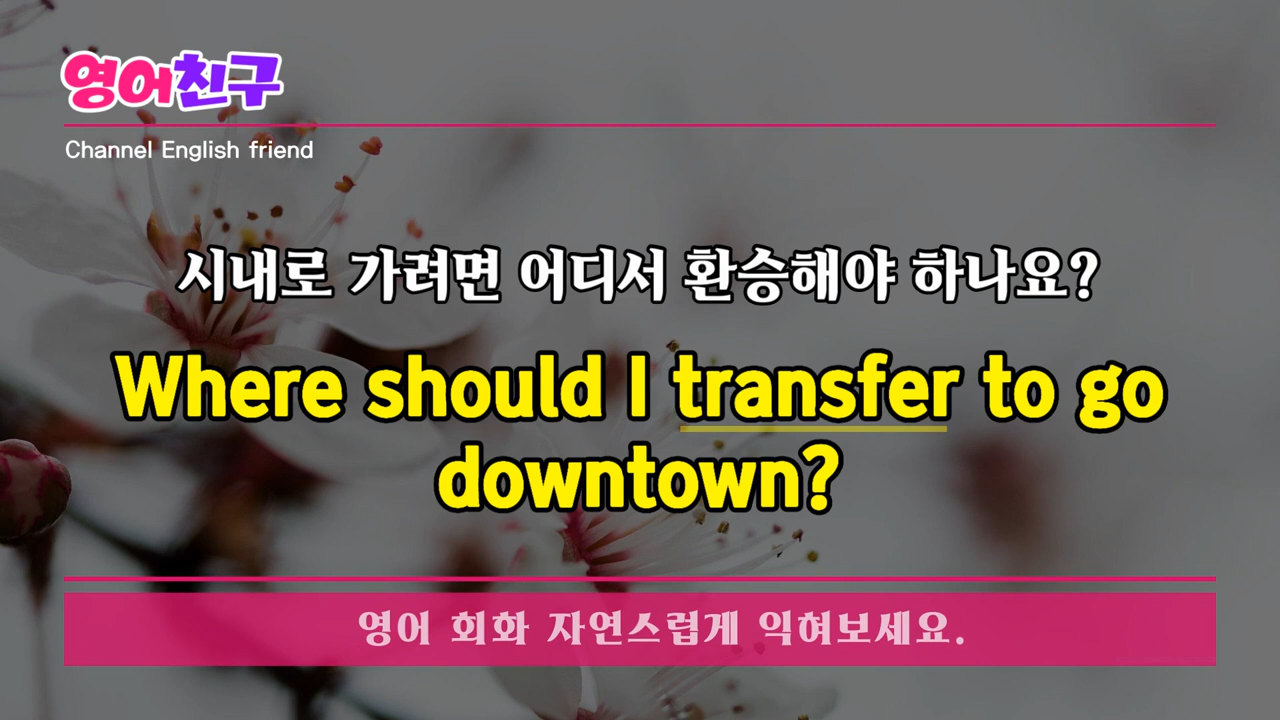 영어친구
Channel English friend
시내로 가려면 어디서 환승해야 하나요?
Where should I transfer to go
downtown?
영어 회화 자연스럽게 익혀보세요.